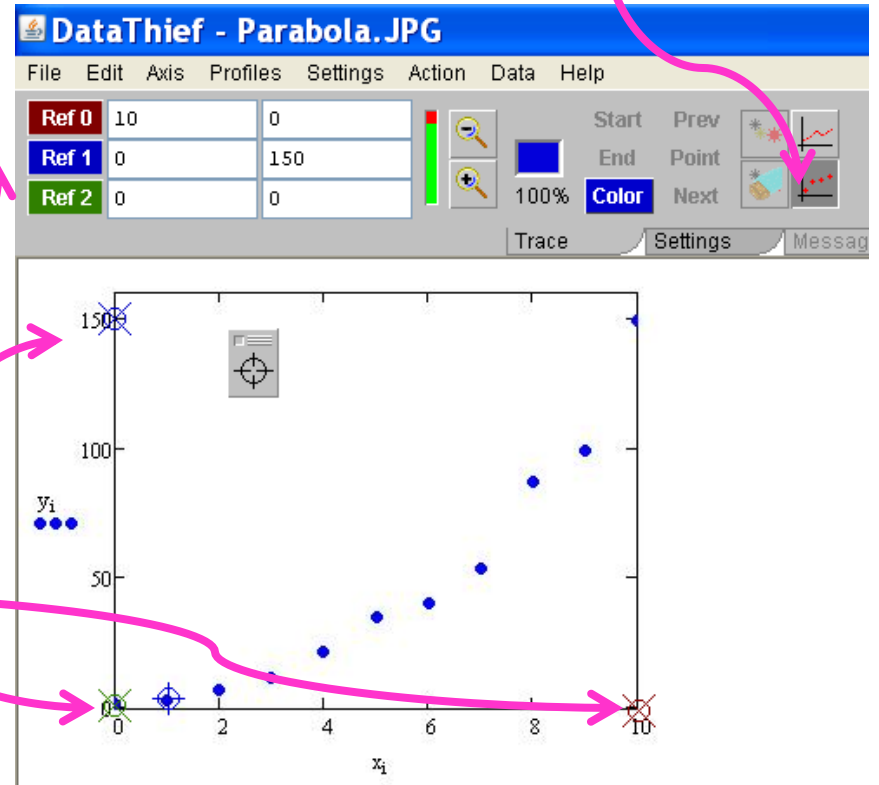 DataThief - Parabola.JPG
File Edit Axis Profiles Settings Action Data Help
Ref 0 10 0
Ref 1 0 150
Ref 2 0 0
100%
Start Prev
End Point
Color Next
Trace Settings Messag
150
100
yi
50
0
0 2 4 6 8 10
xi